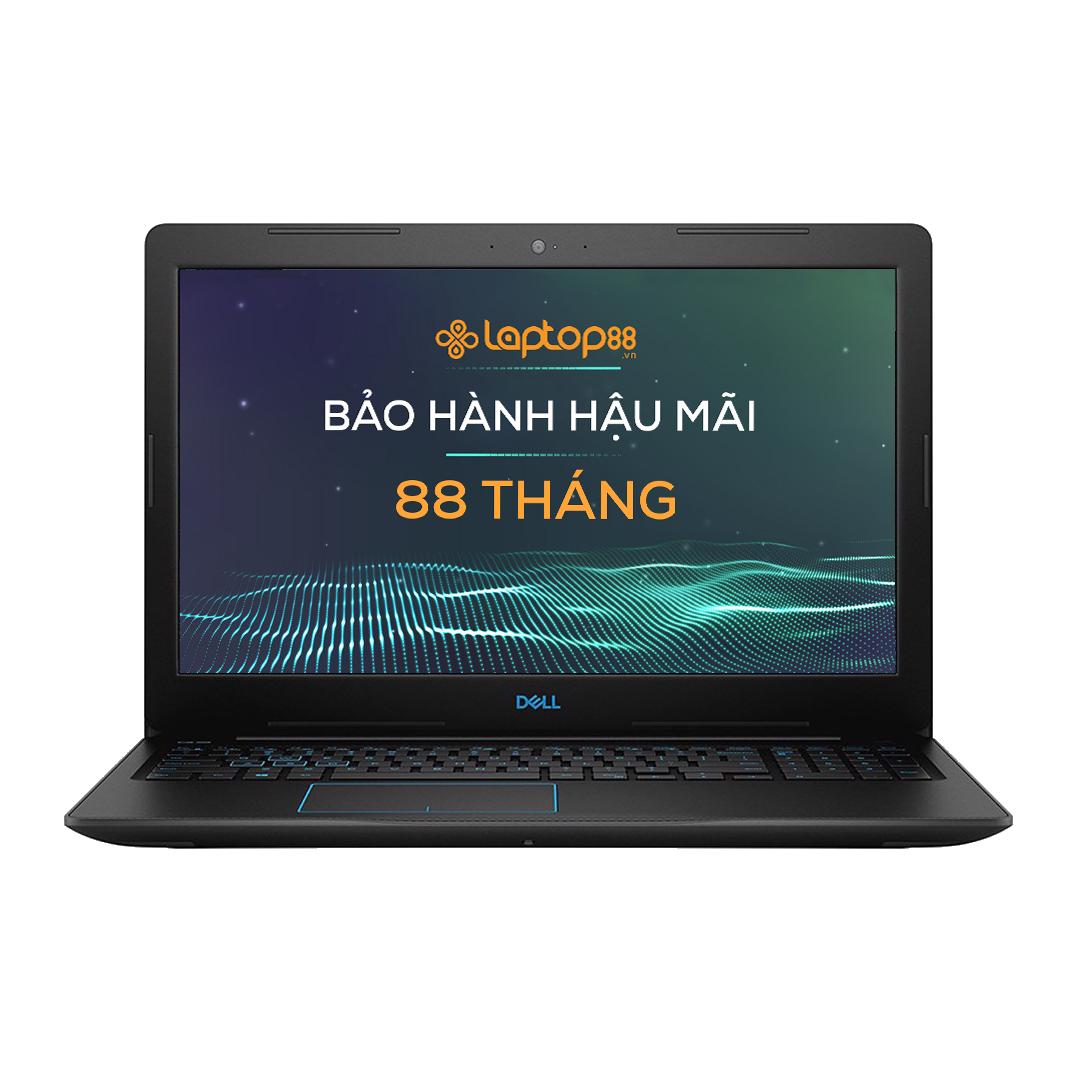 laptop88
.vn
BẢO HÀNH HẬU MÃI
88 THÁNG
DELL